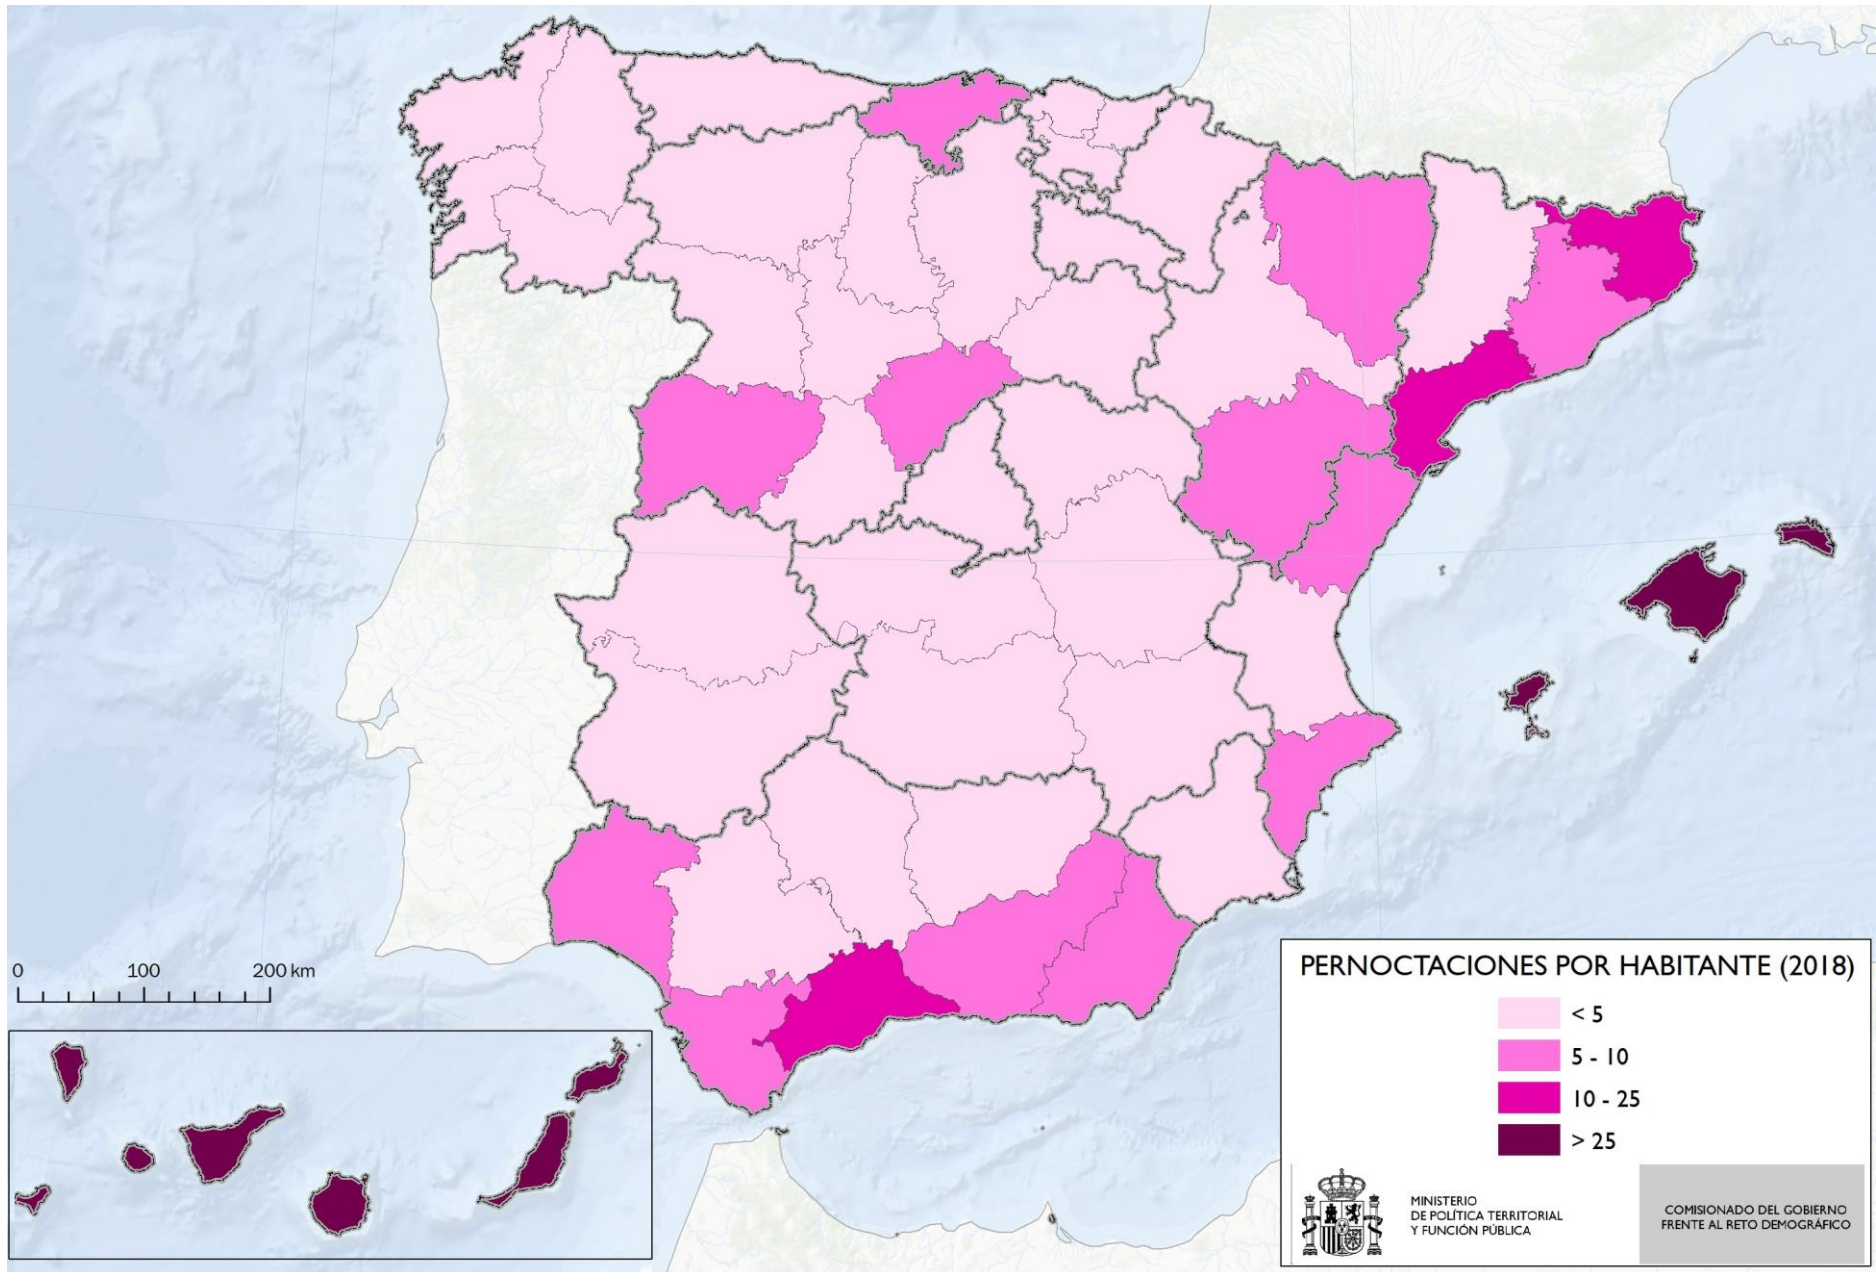 0 100 200 km
PERNOCTACIONES POR HABITANTE (2018)
< 5
5 - 10
10 - 25
> 25
MINISTERIO
DE POLÍTICA TERRITORIAL
Y FUNCIÓN PÚBLICA
COMISIONADO DEL GOBIERNO
FRENTE AL RETO DEMOGRÁFICO